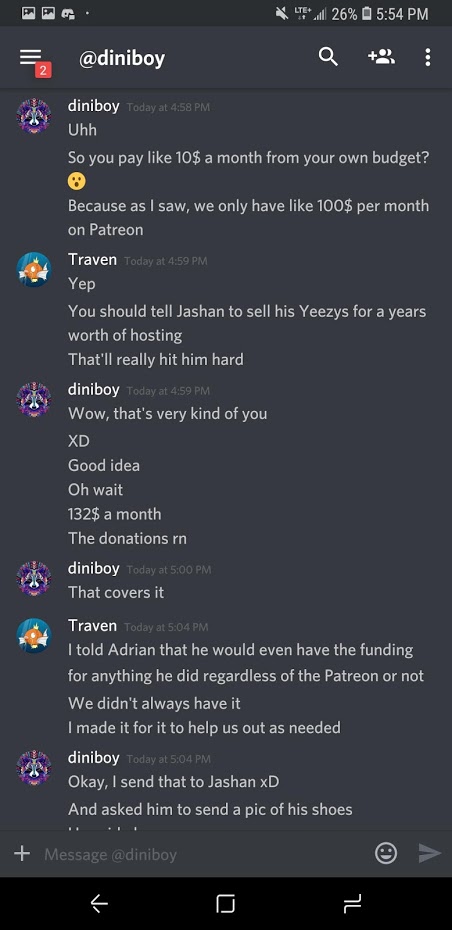 LTE+ 26% 5:54 PM
2
@diniboy
diniboy Today at 4:58 PM
Uhh
So you pay like 10$ a month from your own budget?
😮
Because as I saw, we only have like 100$ per month
on Patreon
Traven Today at 4:59 PM
Yep
You should tell Jashan to sell his Yeezys for a years
worth of hosting
That'll really hit him hard
diniboy Today at 4:59 PM
Wow, that's very kind of you
XD
Good idea
Oh wait
132$ a month
The donations rn
diniboy Today at 5:00 PM
That covers it
Traven Today at 5:04 PM
I told Adrian that he would even have the funding
for anything he did regardless of the Patreon or not
We didn't always have it
I made it for it to help us out as needed
diniboy Today at 5:04 PM
Okay, I send that to Jashan xD
And asked him to send a pic of his shoes
Message @diniboy